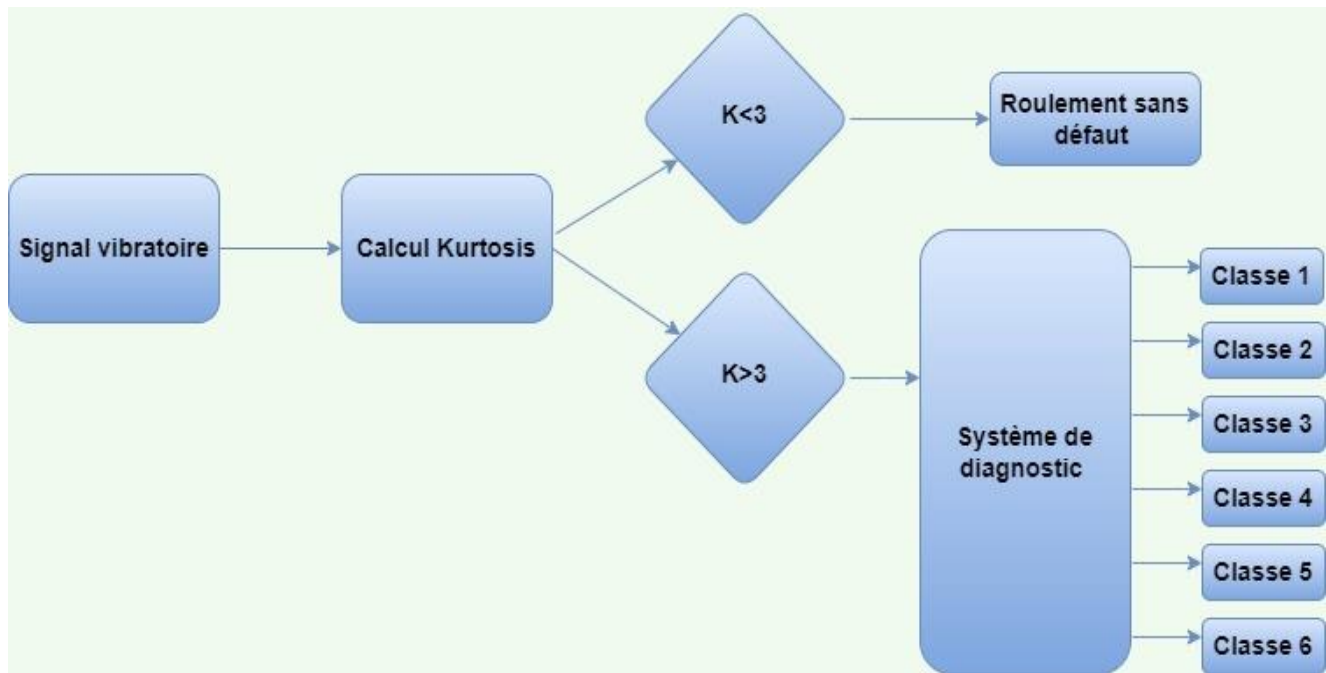 Signal vibratoire
Calcul Kurtosis
K<3
Roulement sans
défaut
K>3
Système de
diagnostic
Classe 1
Classe 2
Classe 3
Classe 4
Classe 5
Classe 6